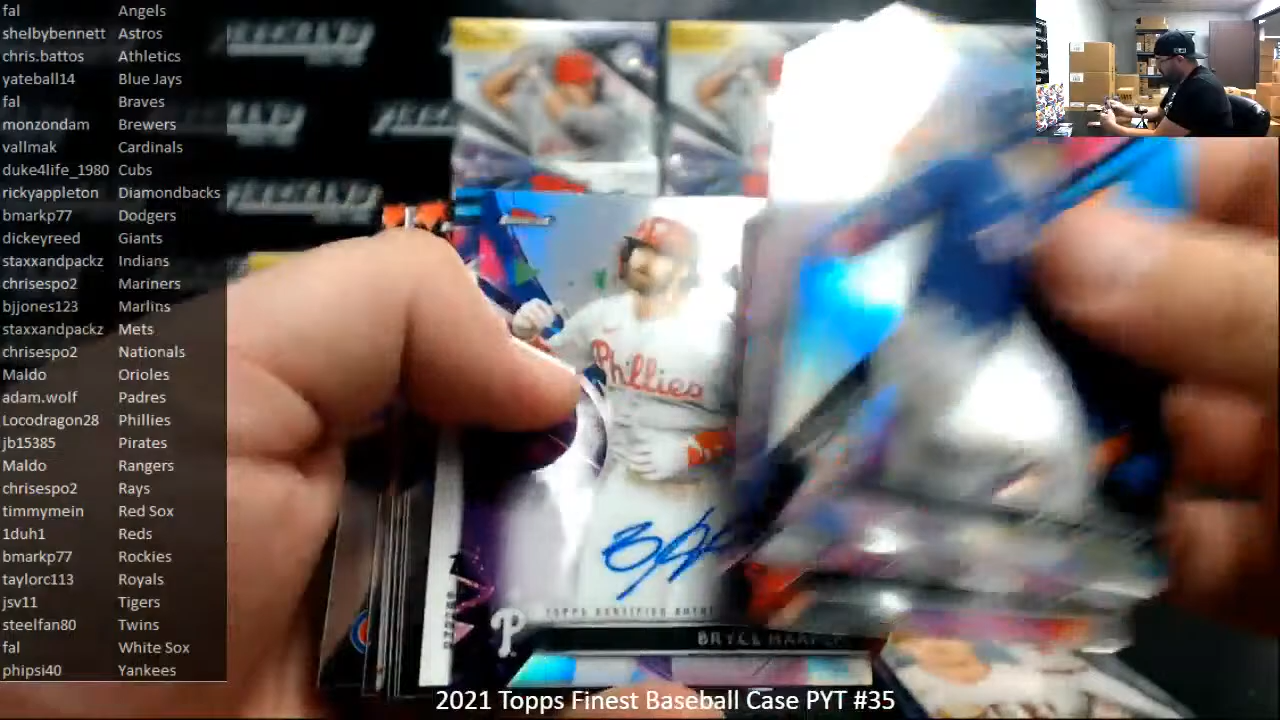 fal Angels
shelbybennett Astros
chris.battos Athletics
yateball14 Blue Jays
fal Braves
monzondam Brewers
vallmak Cardinals
duke4life_1980 Cubs
rickyappleton Diamondbacks
bmarkp77 Dodgers
dickeyreed Giants
staxxandpackz Indians
chrisespo2 Mariners
bjjones123 Marlins
staxxandpackz Mets
chrisespo2 Nationals
Maldo Orioles
adam.wolf Padres
Locodragon28 Phillies
jb15385 Pirates
Maldo Rangers
chrisespo2 Rays
timmymein Red Sox
1duh1 Reds
bmarkp77 Rockies
taylorc113 Royals
jsv11 Tigers
steelfan80 Twins
fal White Sox
phipsi40 Yankees
Phillies
P
BRYCE
2021 Topps Finest Baseball Case PYT #35